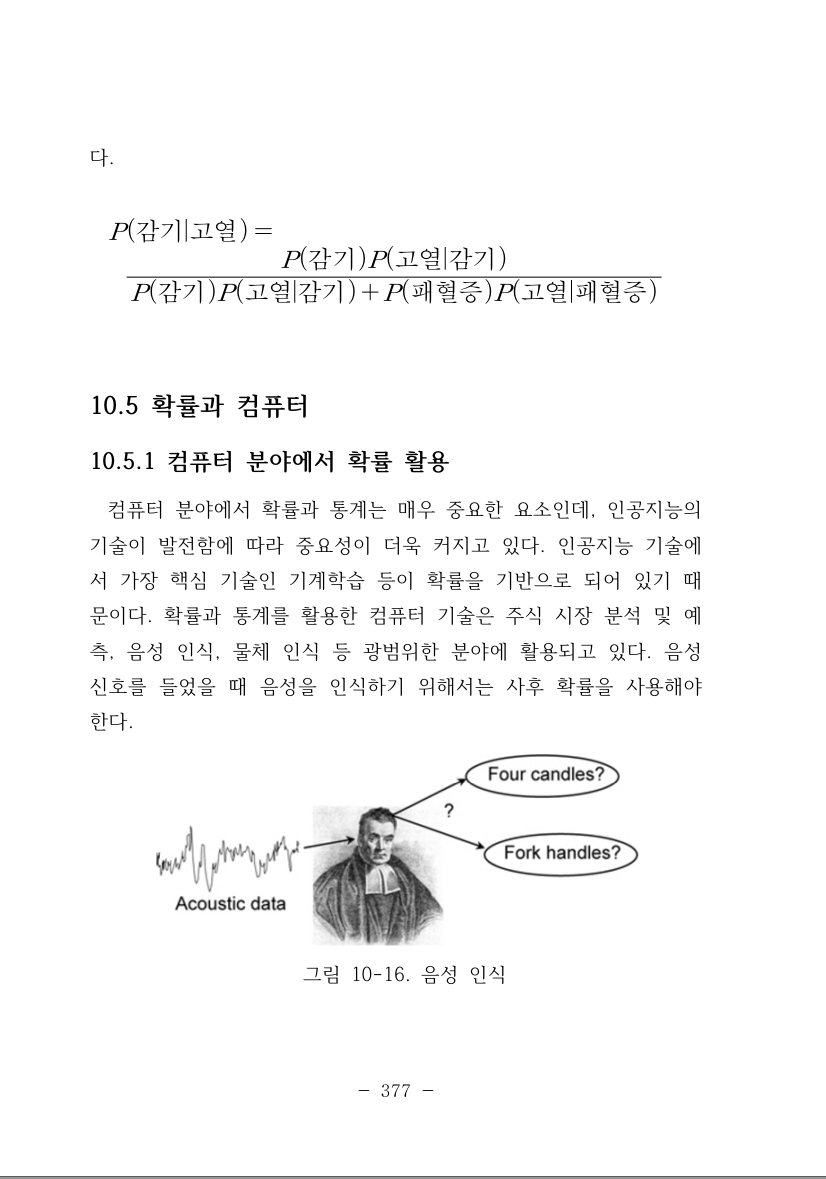 다.
P(감기|고열) =
P(감기)P(고열|감기)
P(감기)P(고열|감기) + P(패혈증)P(고열|패혈증)
10.5 확률과 컴퓨터
10.5.1 컴퓨터 분야에서 확률 활용
컴퓨터 분야에서 확률과 통계는 매우 중요한 요소인데, 인공지능의
기술이 발전함에 따라 중요성이 더욱 커지고 있다. 인공지능 기술에
서 가장 핵심 기술인 기계학습 등이 확률을 기반으로 되어 있기 때
문이다. 확률과 통계를 활용한 컴퓨터 기술은 주식 시장 분석 및 예
측, 음성 인식, 물체 인식 등 광범위한 분야에 활용되고 있다. 음성
신호를 들었을 때 음성을 인식하기 위해서는 사후 확률을 사용해야
한다.
Four candles?
?
Fork handles?
Acoustic data
그림 10-16. 음성 인식
- 377 -